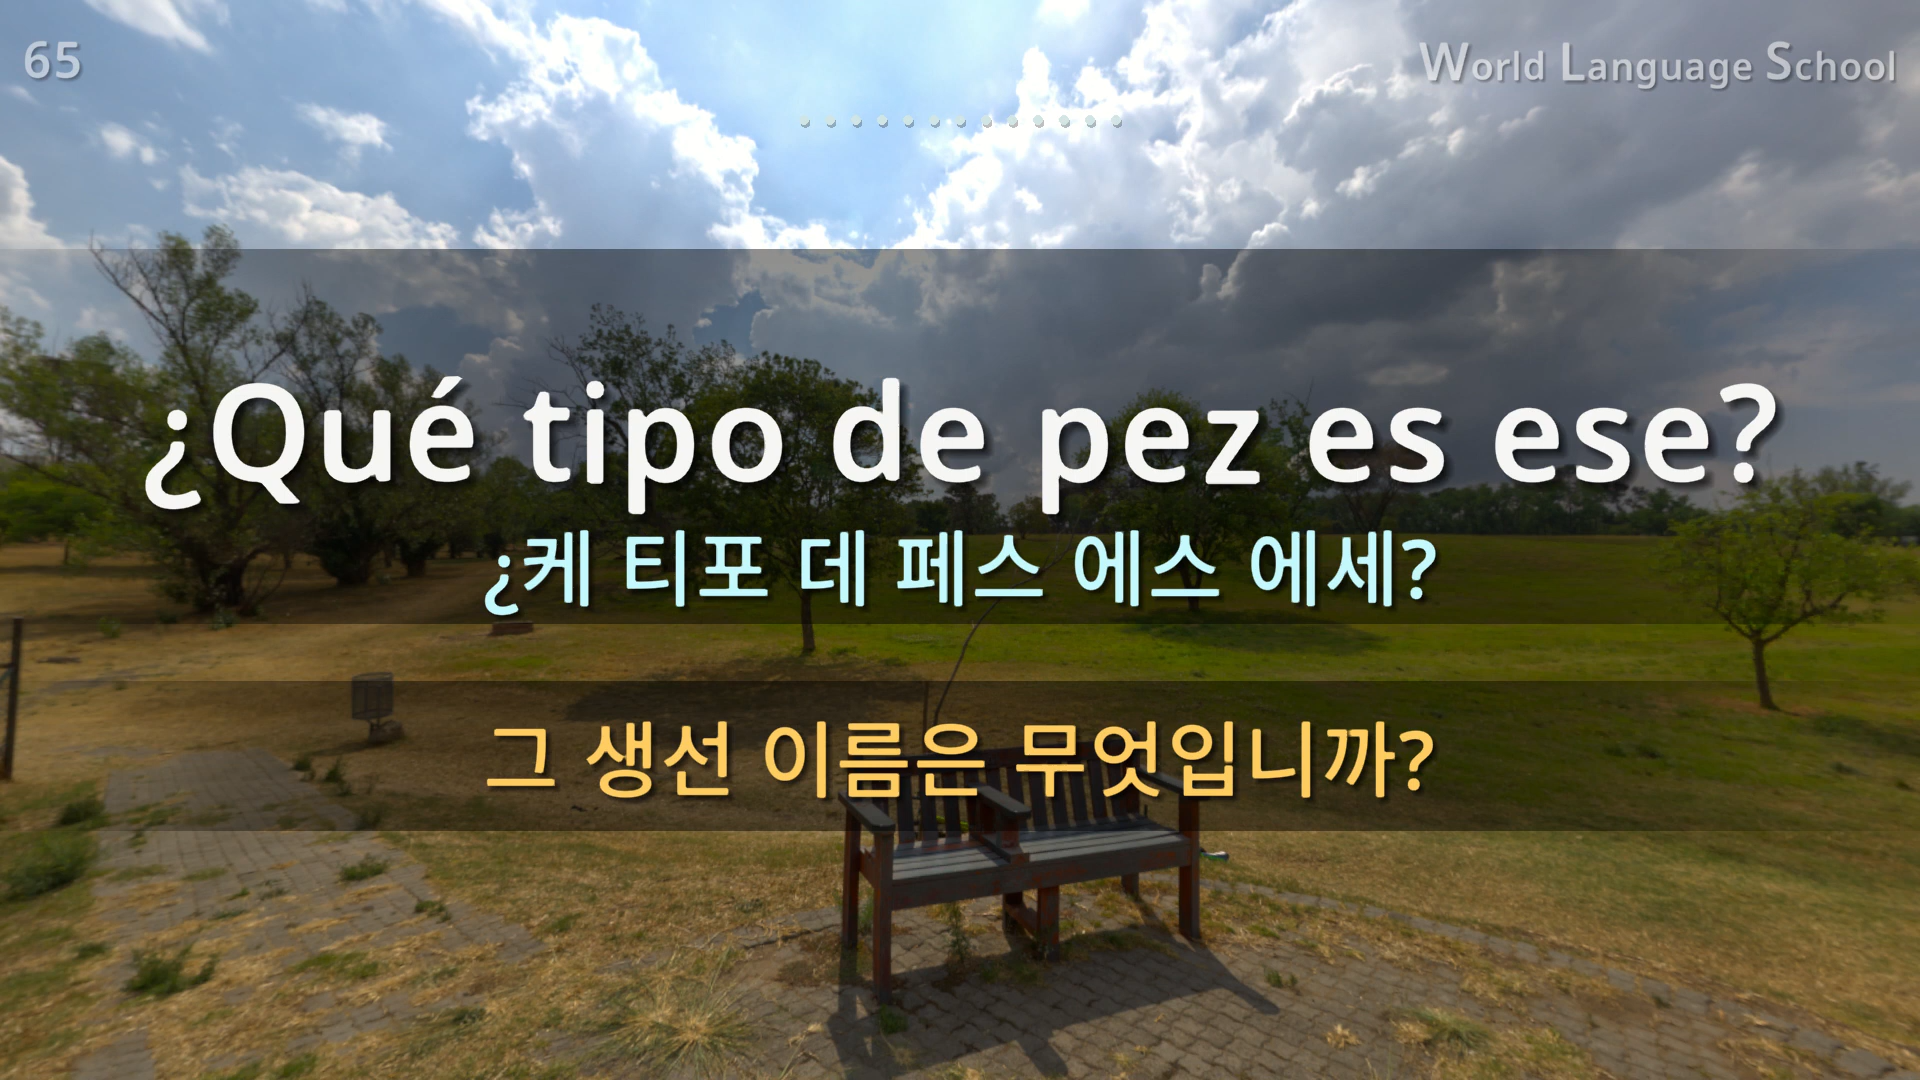 65
World Language School
¿Qué tipo de pez es ese?
¿케 티포 데 페스 에스 에세?
그 생선 이름은 무엇입니까?